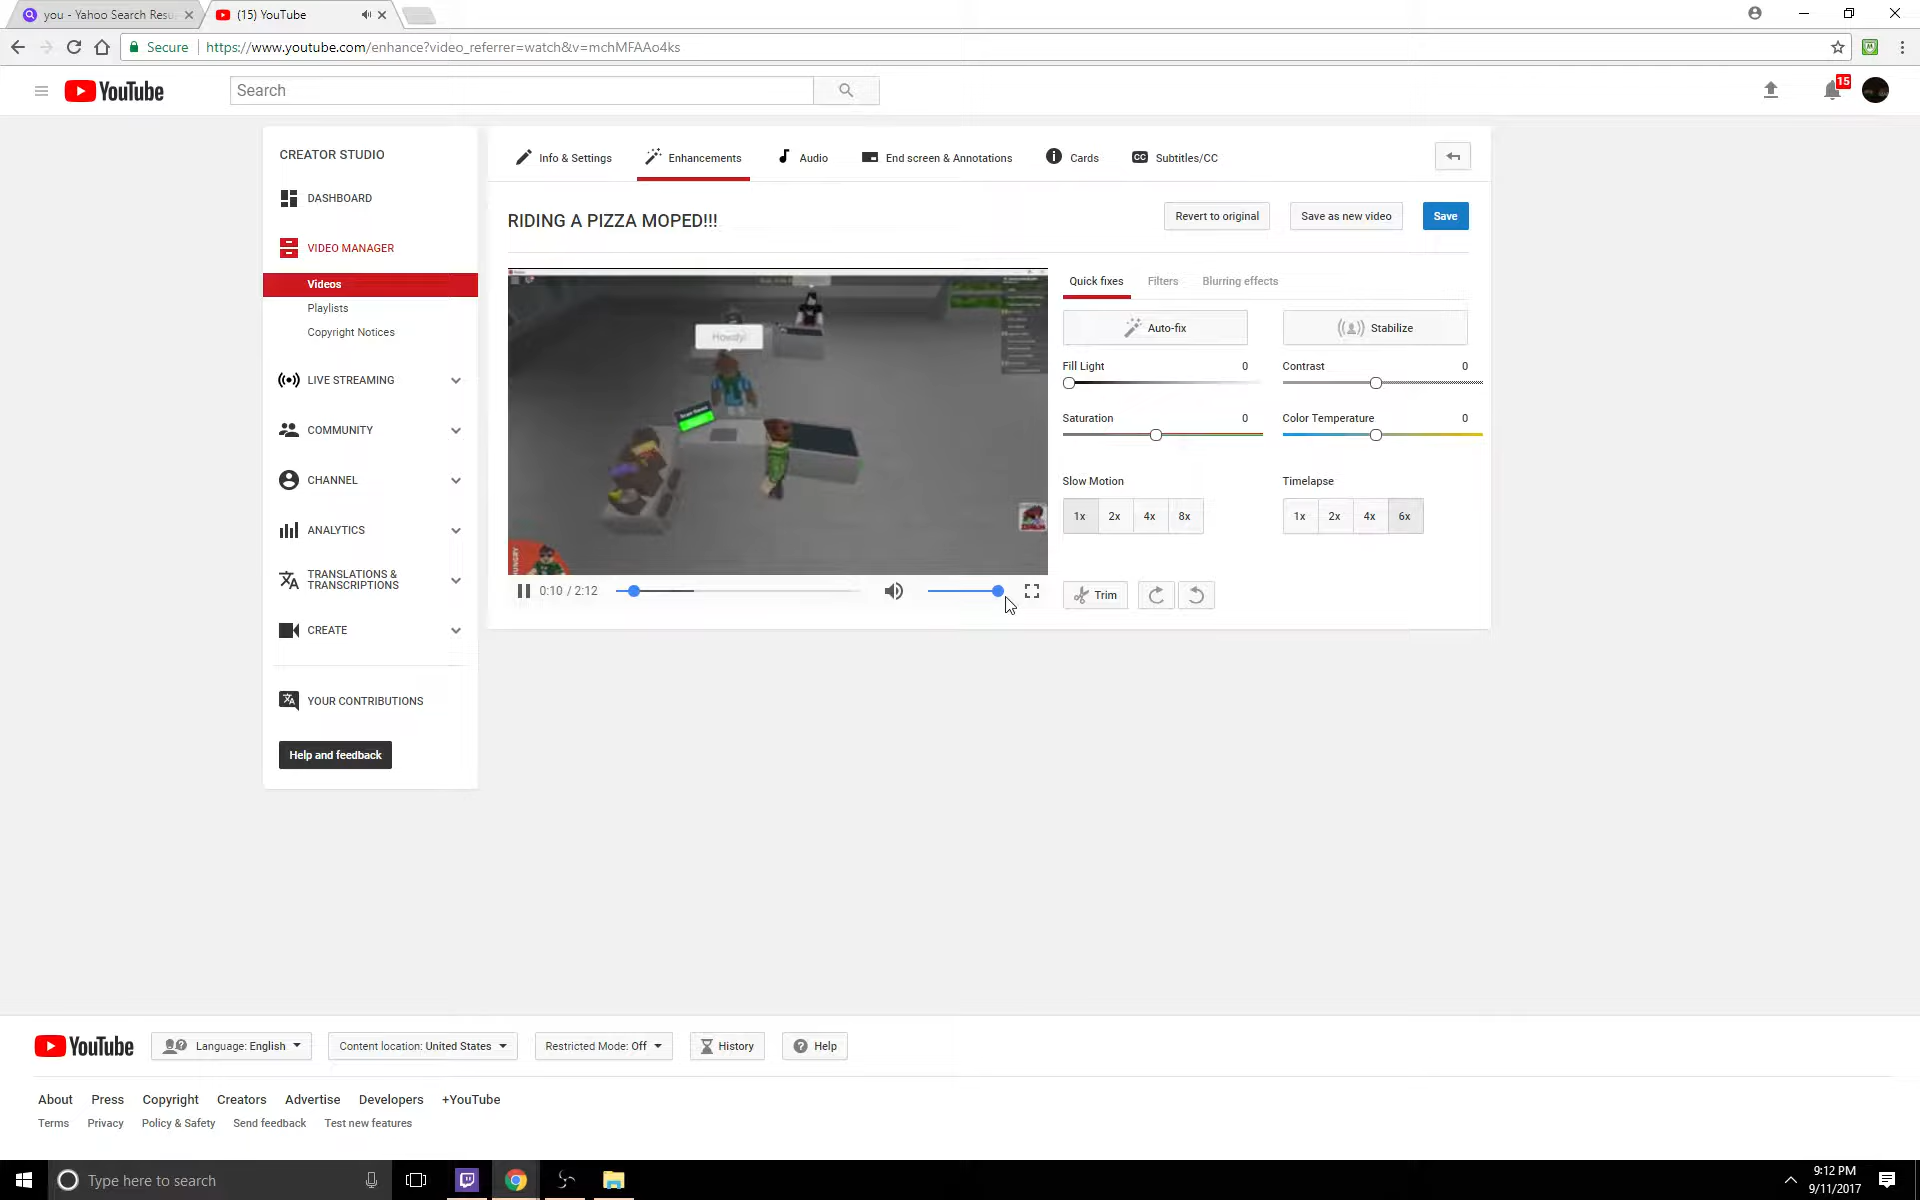 you - Yahoo Search Resu
(15) YouTube
Secure
https://www.youtube.com/enhance?video_referrer=watch&v=mchMFAAo4ks
YouTube
Search
15
CREATOR STUDIO
DASHBOARD
VIDEO MANAGER
Videos
Playlists
Copyright Notices
LIVE STREAMING
COMMUNITY
CHANNEL
ANALYTICS
TRANSLATIONS &
TRANSCRIPTIONS
CREATE
YOUR CONTRIBUTIONS
Help and feedback
Info & Settings
Enhancements
Audio
End screen & Annotations
Cards
CC Subtitles/CC
RIDING A PIZZA MOPED!!!
Revert to original
Save as new video
Save
Howdy!
HUNGRY
0:10 / 2:12
Quick fixes
Filters
Blurring effects
Auto-fix
Stabilize
Fill Light 0
Contrast 0
Saturation 0
Color Temperature 0
Slow Motion
Timelapse
1x 2x 4x 8x
1x 2x 4x 6x
Trim
YouTube
Language: English
Content location: United States
Restricted Mode: Off
History
Help
About Press Copyright Creators Advertise Developers +YouTube
Terms Privacy Policy & Safety Send feedback Test new features
Type here to search
9:12 PM
9/11/2017